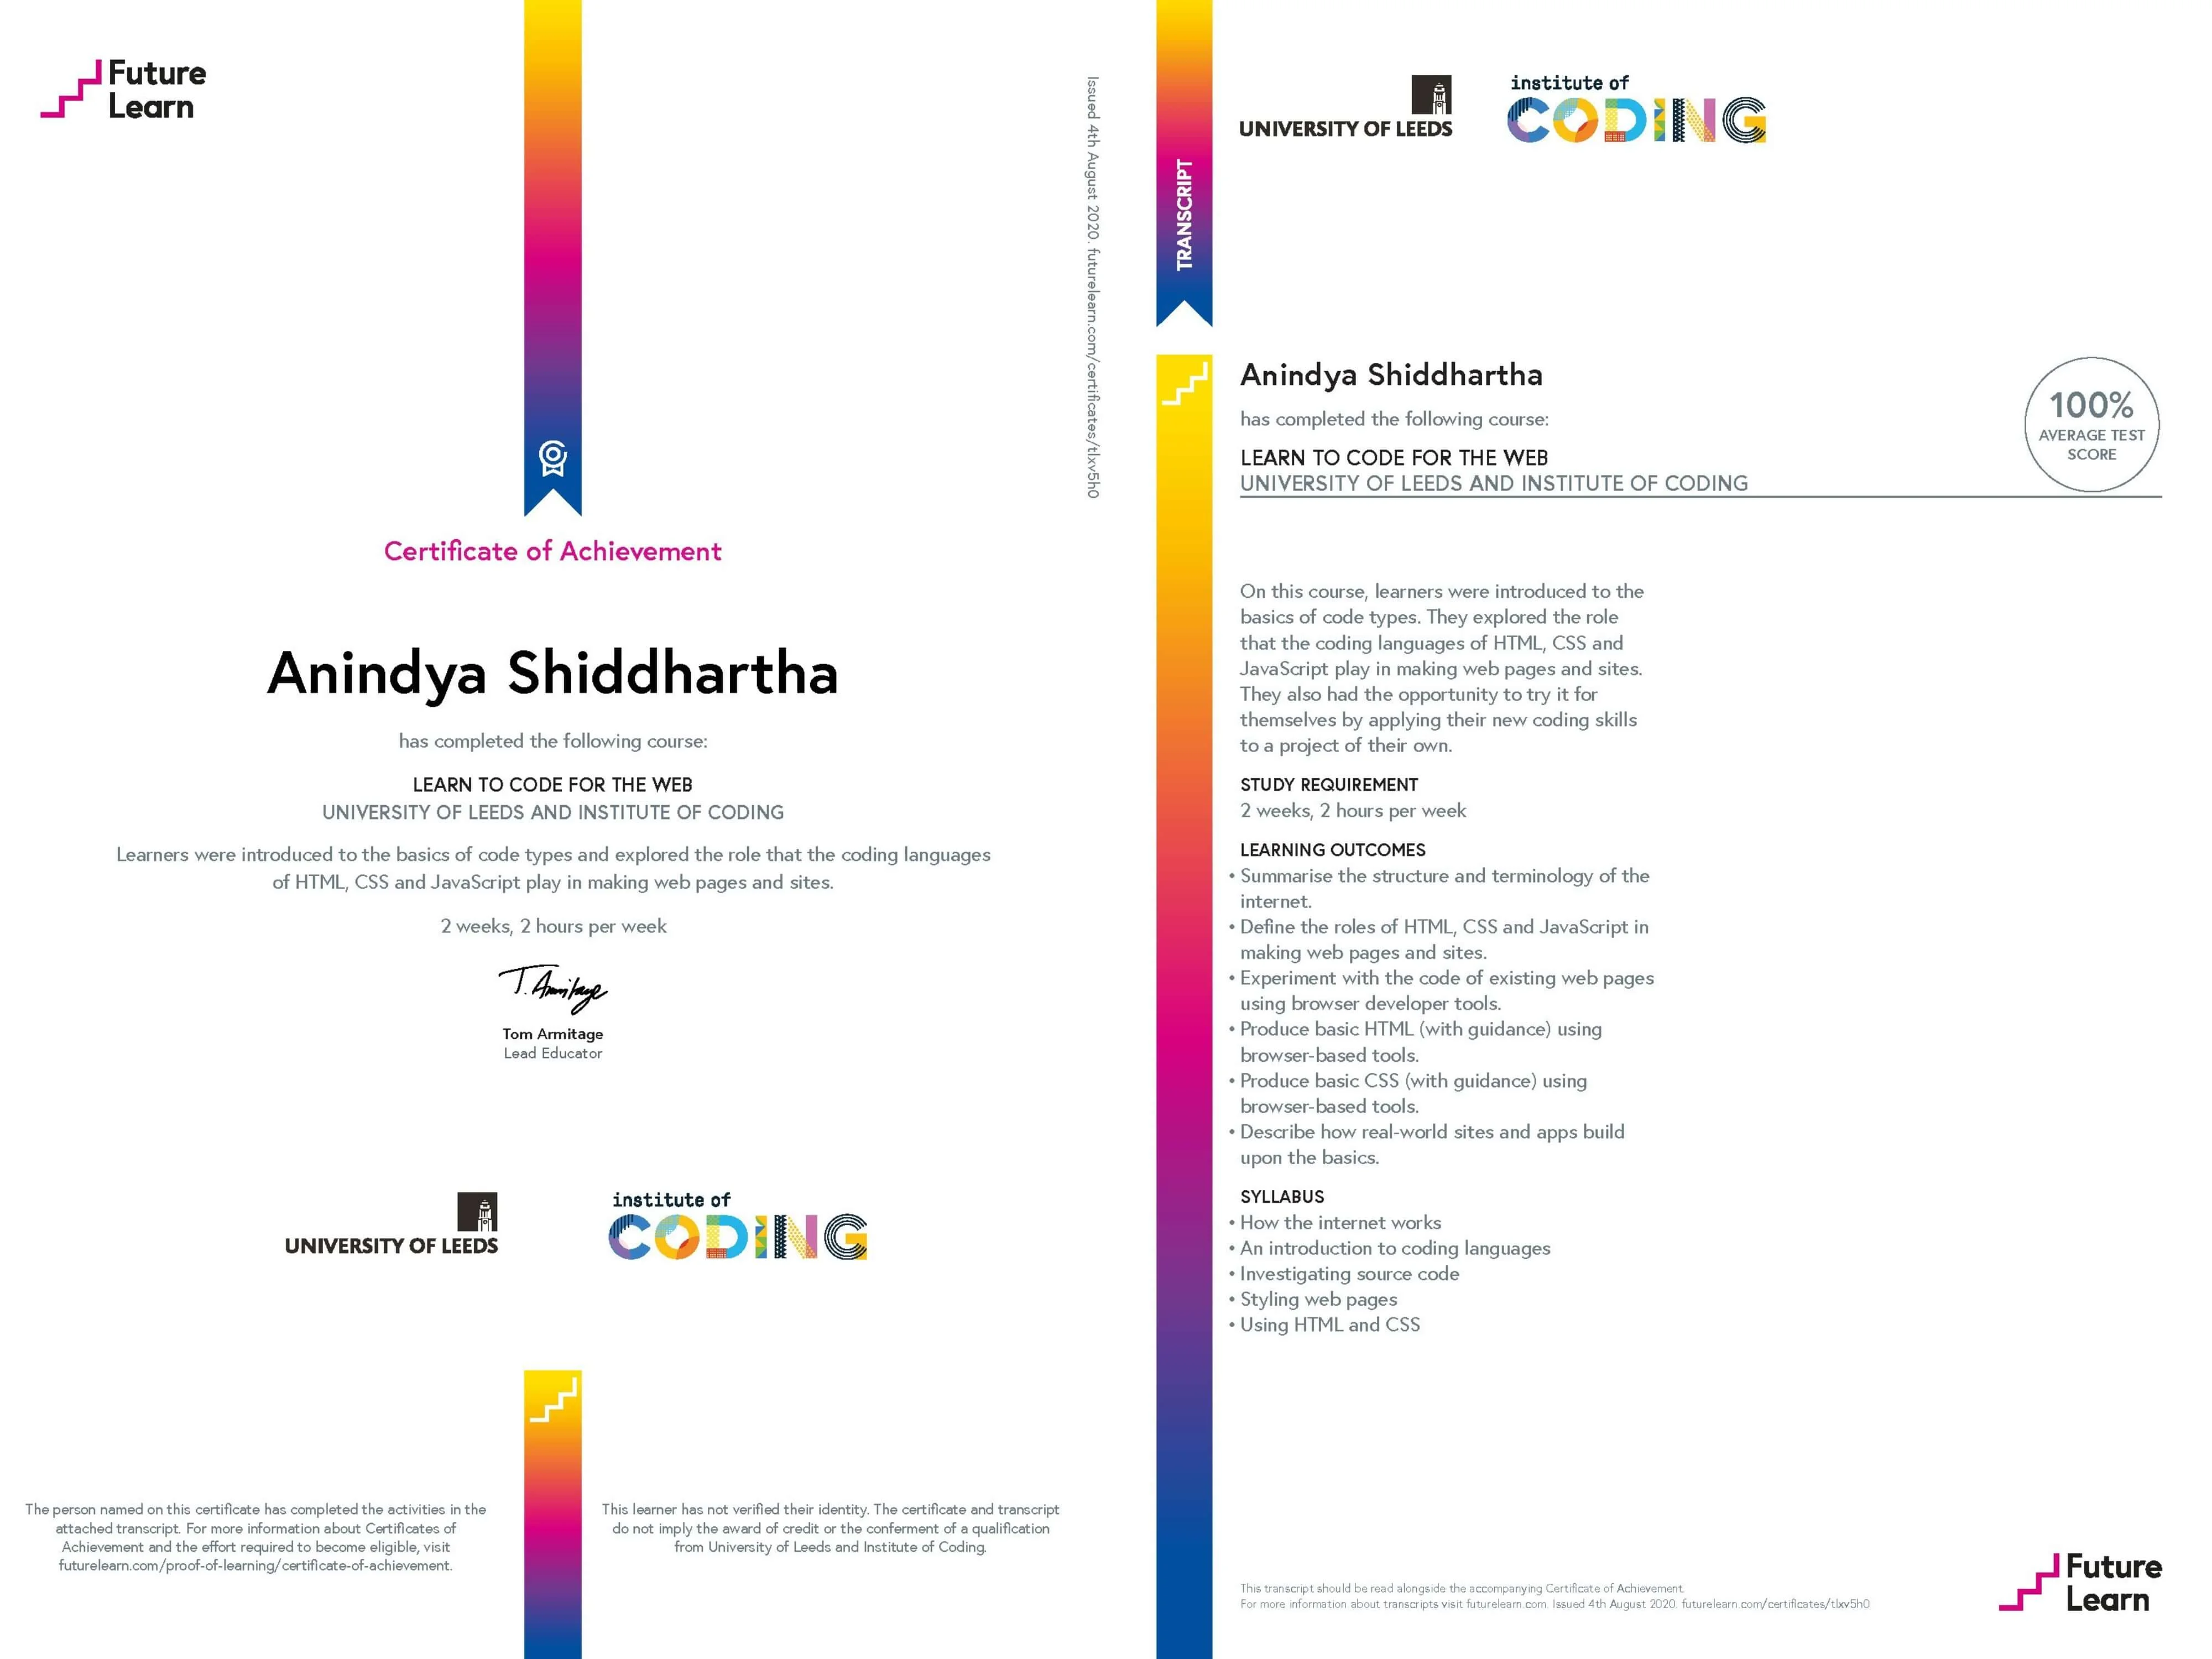 Future
Learn
Issued 4th August 2020. futurelearn.com/certificates/tlxv5h0
Certificate of Achievement
Anindya Shiddhartha
has completed the following course:
LEARN TO CODE FOR THE WEB
UNIVERSITY OF LEEDS AND INSTITUTE OF CODING
Learners were introduced to the basics of code types and explored the role that the coding languages
of HTML, CSS and JavaScript play in making web pages and sites.
2 weeks, 2 hours per week
T. Armitage
Tom Armitage
Lead Educator
UNIVERSITY OF LEEDS
institute of
CODING
The person named on this certificate has completed the activities in the
attached transcript. For more information about Certificates of
Achievement and the effort required to become eligible, visit
futurelearn.com/proof-of-learning/certificate-of-achievement.
This learner has not verified their identity. The certificate and transcript
do not imply the award of credit or the conferment of a qualification
from University of Leeds and Institute of Coding.
TRANSCRIPT
UNIVERSITY OF LEEDS
institute of
CODING
Anindya Shiddhartha
has completed the following course:
LEARN TO CODE FOR THE WEB
UNIVERSITY OF LEEDS AND INSTITUTE OF CODING
100%
AVERAGE TEST
SCORE
On this course, learners were introduced to the
basics of code types. They explored the role
that the coding languages of HTML, CSS and
JavaScript play in making web pages and sites.
They also had the opportunity to try it for
themselves by applying their new coding skills
to a project of their own.
STUDY REQUIREMENT
2 weeks, 2 hours per week
LEARNING OUTCOMES
• Summarise the structure and terminology of the
internet.
• Define the roles of HTML, CSS and JavaScript in
making web pages and sites.
• Experiment with the code of existing web pages
using browser developer tools.
• Produce basic HTML (with guidance) using
browser-based tools.
• Produce basic CSS (with guidance) using
browser-based tools.
• Describe how real-world sites and apps build
upon the basics.
SYLLABUS
• How the internet works
• An introduction to coding languages
• Investigating source code
• Styling web pages
• Using HTML and CSS
This transcript should be read alongside the accompanying Certificate of Achievement.
For more information about transcripts visit futurelearn.com. Issued 4th August 2020. futurelearn.com/certificates/tlxv5h0
Future
Learn